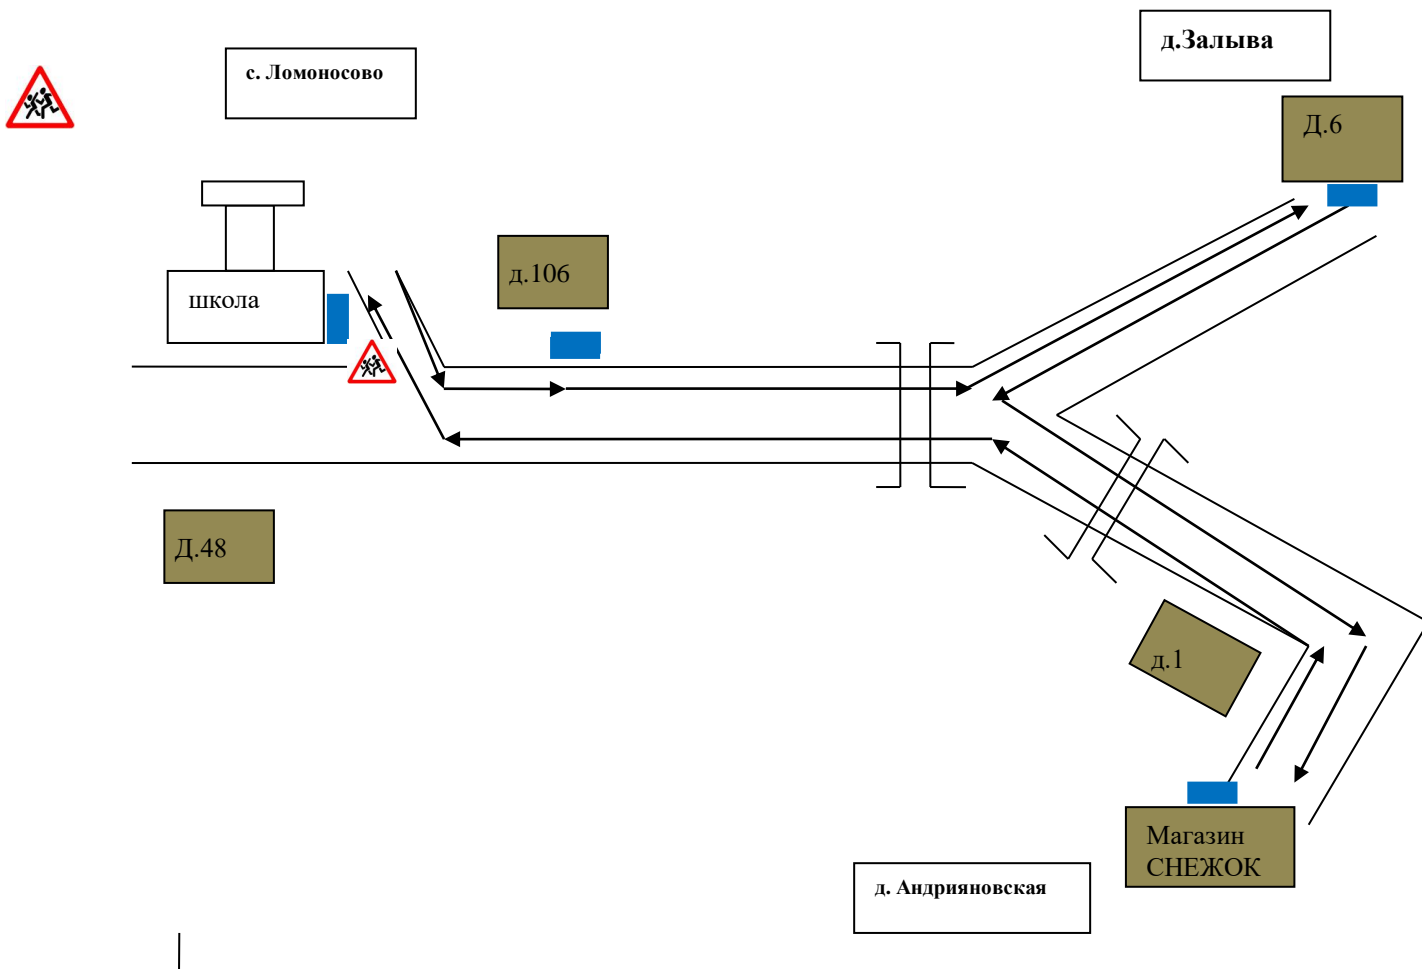 д.Залыва
с. Ломоносово
Д.6
д.106
школа
Д.48
д.1
Магазин
СНЕЖОК
д. Андрияновская